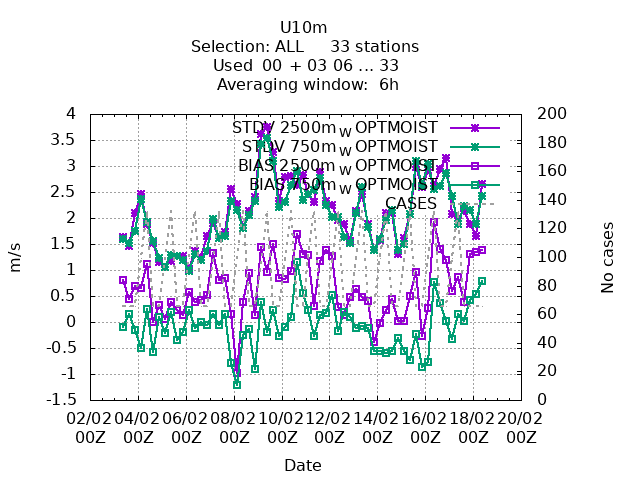 U10m
Selection: ALL 33 stations
Used 00 + 03 06 ... 33
Averaging window: 6h
STDV 2500m_W OPTMOIST
STDV 750m_W OPTMOIST
BIAS 2500m_W OPTMOIST
BIAS 750m_W OPTMOIST
CASES
4
3.5
3
2.5
2
1.5
1
0.5
0
-0.5
-1
-1.5
m/s
200
180
160
140
120
100
80
60
40
20
0
No cases
02/02 04/02 06/02 08/02 10/02 12/02 14/02 16/02 18/02 20/02
00Z 00Z 00Z 00Z 00Z 00Z 00Z 00Z 00Z 00Z
Date